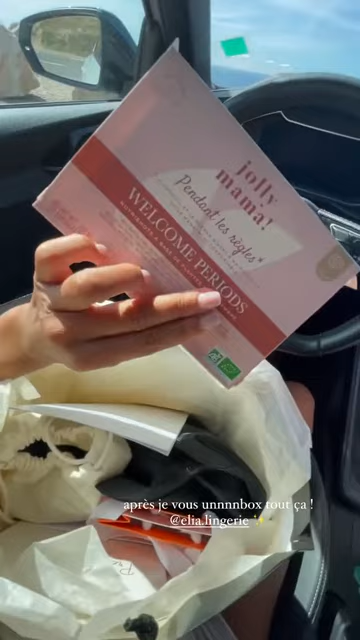 jolly
mama!
Pendant les règles*
WELCOME PERIODS
après je vous unnnnbox tout ça !
@elia.lingerie ✨